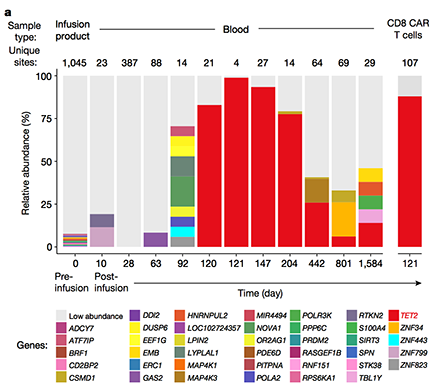 a
Sample type: Infusion product Blood CD8 CAR T cells
Unique sites: 1,045 23 387 88 14 21 4 27 14 64 69 29 107
Relative abundance (%)
100
75
50
25
0
0 10 28 63 92 120 121 147 204 442 801 1,584 121
Pre-infusion Post-infusion
Time (day)
Genes:
Low abundance DDI2 HNRNPUL2 MIR4494 POLR3K RTKN2 TET2
ADCY7 DUSP6 LOC102724357 NOVA1 PPP6C S100A4 ZNF34
ATF7IP EEF1G LPIN2 OR2AG1 PRDM2 SIRT3 ZNF443
BRF1 EMB LYPLAL1 PDE6D RASGEF1B SPN ZNF799
CD2BP2 ERC1 MAP4K1 PITPNA RNF151 STK38 ZNF823
CSMD1 GAS2 MAP4K3 POLA2 RPS6KA1 TBL1Y